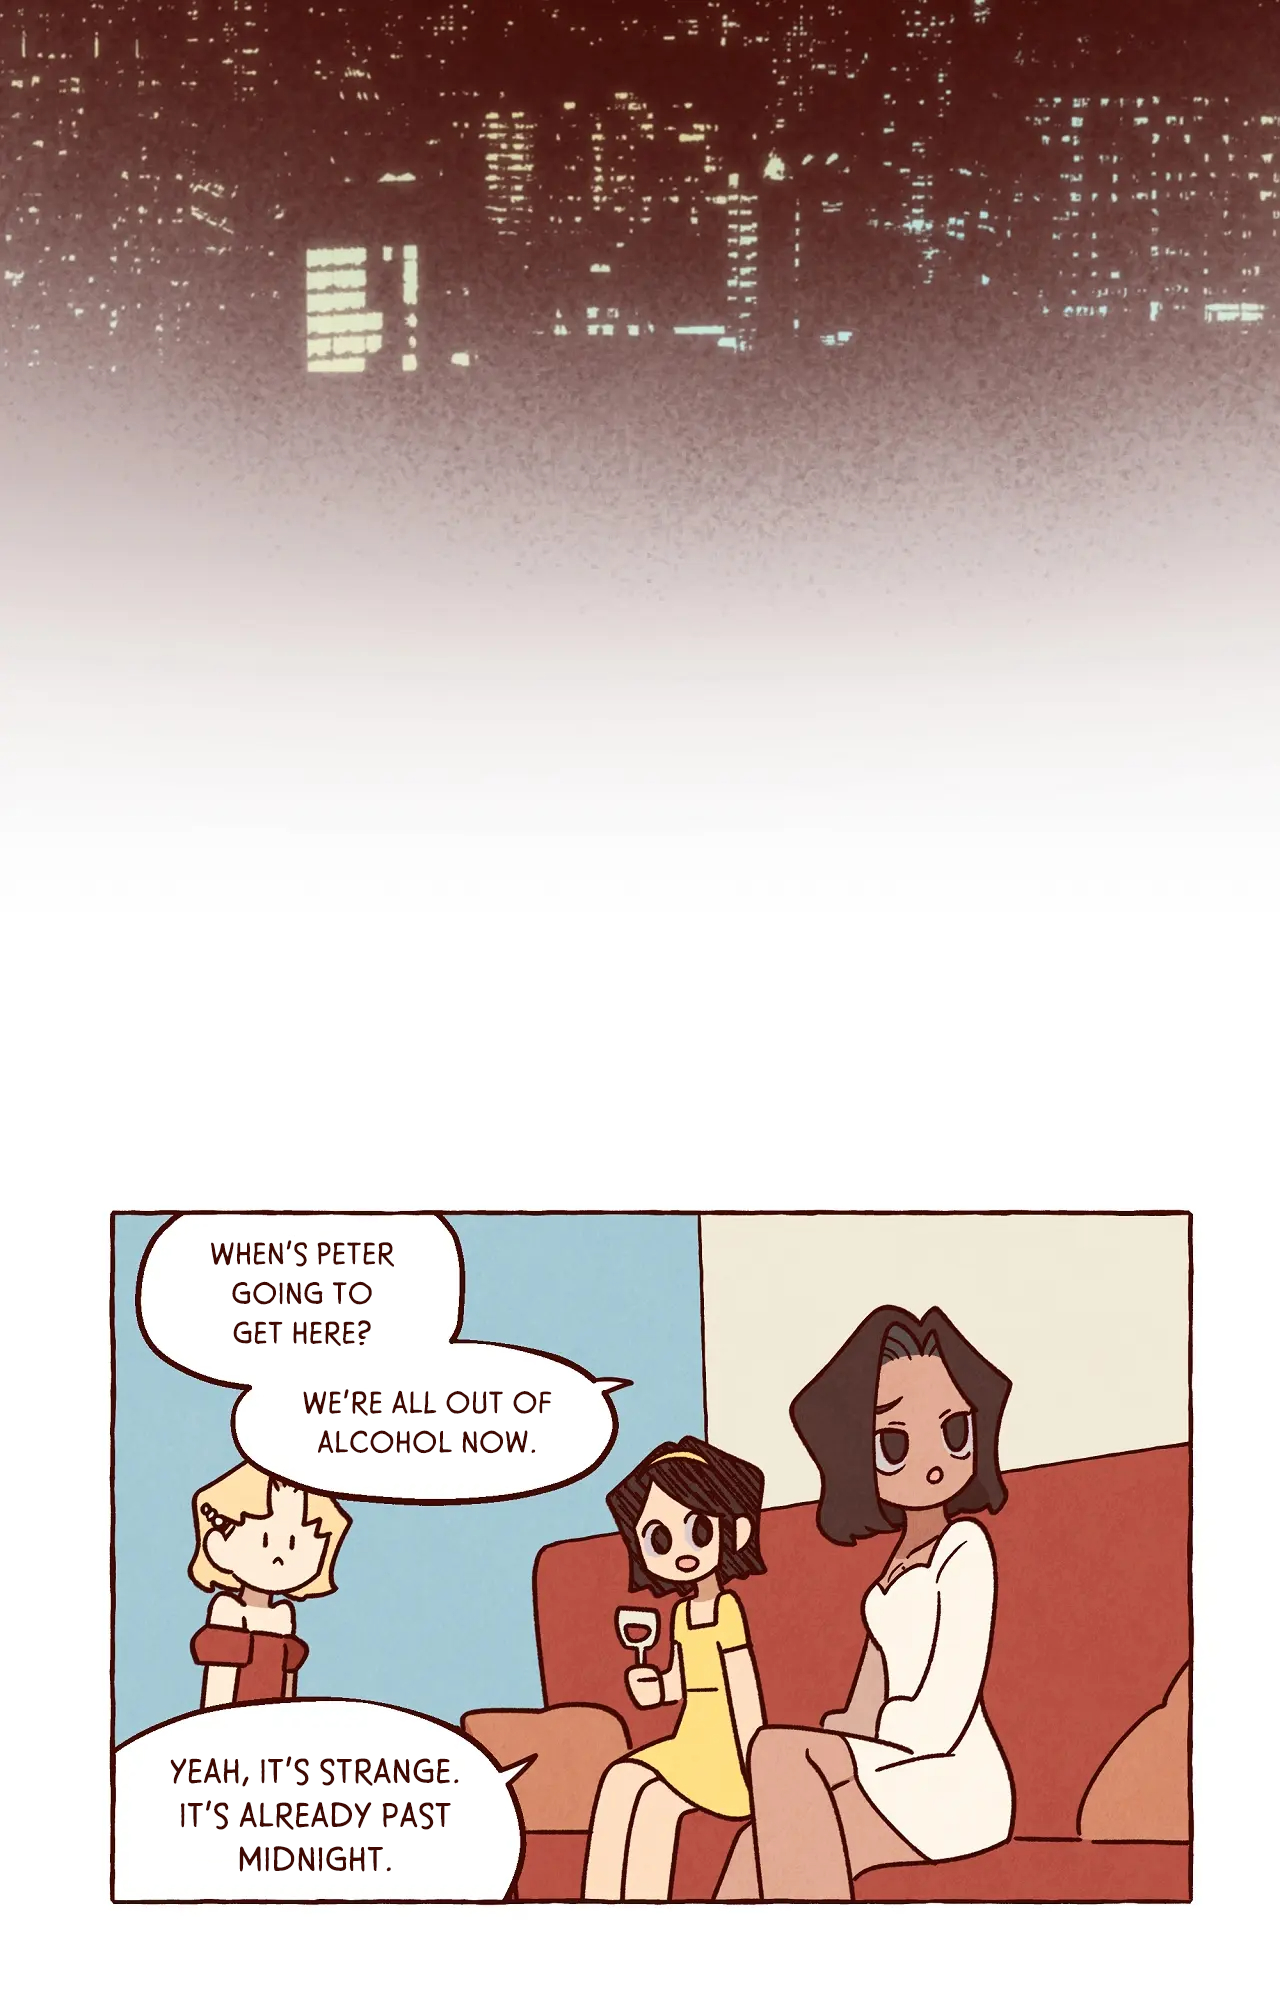 WHEN'S PETER
GOING TO
GET HERE?
WE'RE ALL OUT OF
ALCOHOL NOW.
YEAH, IT'S STRANGE.
IT'S ALREADY PAST
MIDNIGHT.